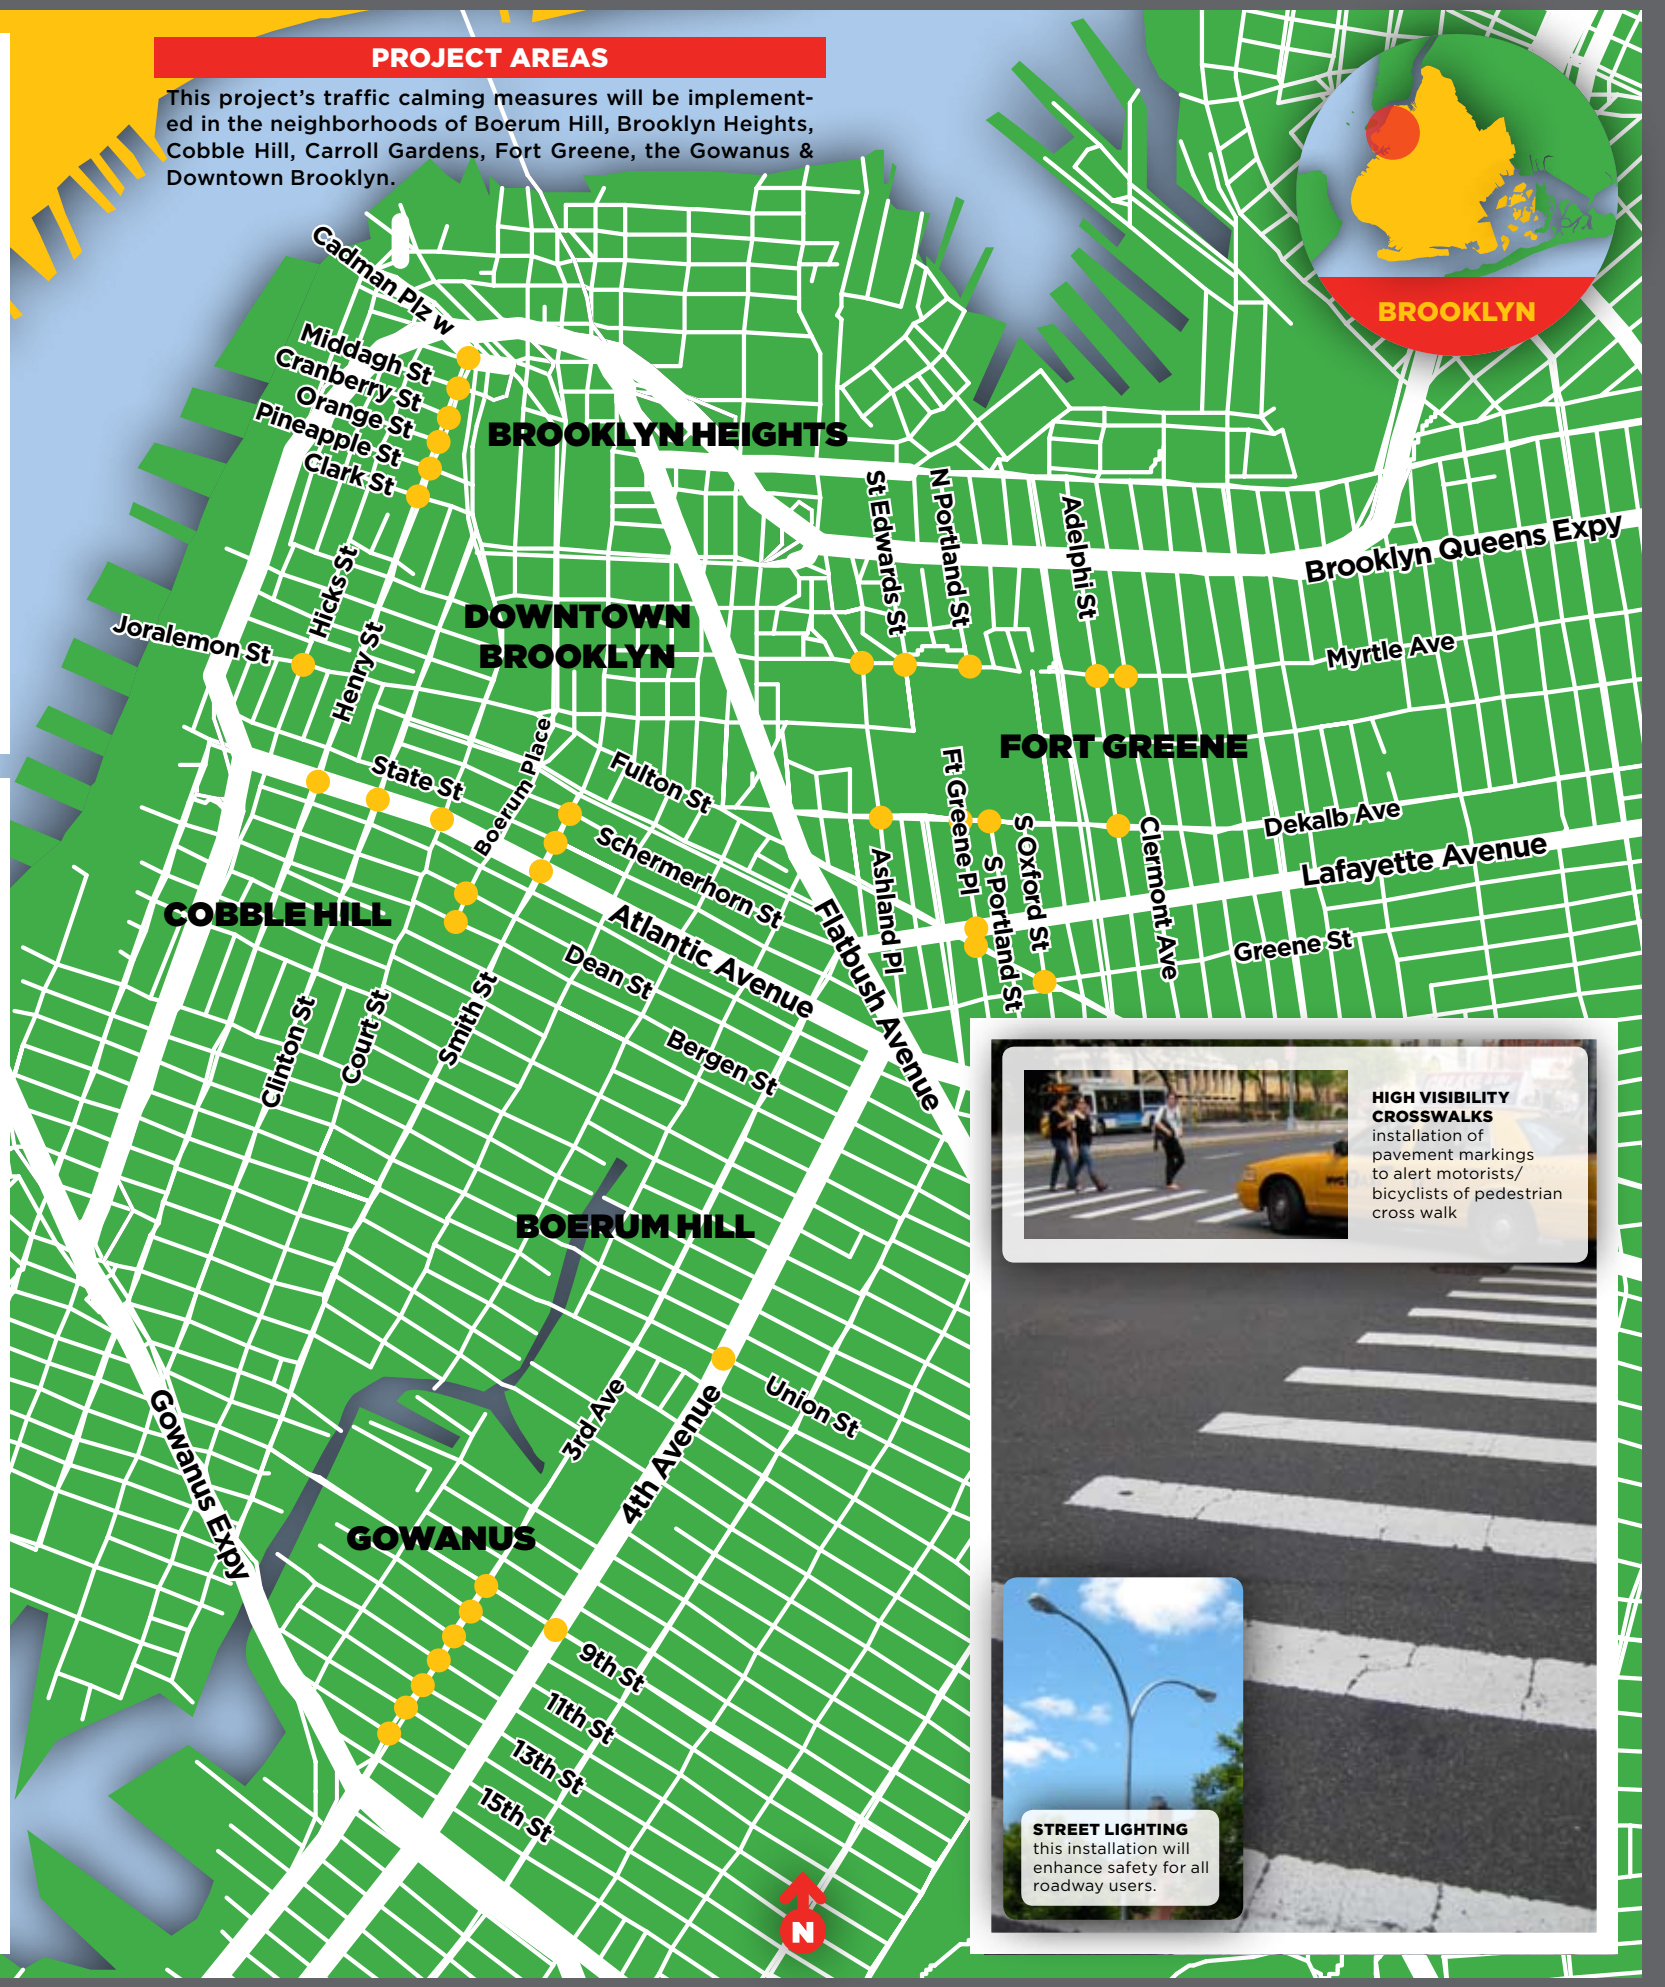 PROJECT AREAS
This project's traffic calming measures will be implement-
ed in the neighborhoods of Boerum Hill, Brooklyn Heights,
Cobble Hill, Carroll Gardens, Fort Greene, the Gowanus &
Downtown Brooklyn.
BROOKLYN
Cadman Plz W
Middagh St
Cranberry St
Orange St
Pineapple St
Clark St
BROOKLYN HEIGHTS
St Edwards St
N Portland St
Adelphi St
Brooklyn Queens Expy
Hicks St
Joralemon St
Henry St
DOWNTOWN
BROOKLYN
Myrtle Ave
FORT GREENE
State St
Boerum Place
Fulton St
Schermerhorn St
Ft Greene Pl
S Portland St
S Oxford St
Ashland Pl
Clermont Ave
Dekalb Ave
Lafayette Avenue
Greene St
COBBLE HILL
Atlantic Avenue
Flatbush Avenue
Dean St
Bergen St
Clinton St
Court St
Smith St
HIGH VISIBILITY
CROSSWALKS
installation of
pavement markings
to alert motorists/
bicyclists of pedestrian
cross walk
BOERUM HILL
Gowanus Expy
3rd Ave
4th Avenue
Union St
GOWANUS
9th St
11th St
13th St
15th St
STREET LIGHTING
this installation will
enhance safety for all
roadway users.
N